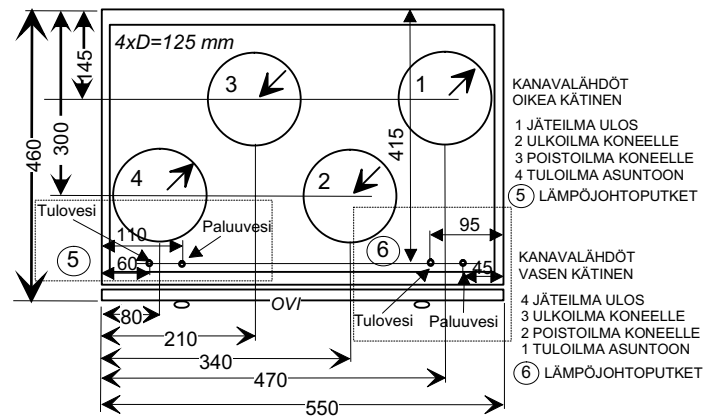 4xD=125 mm
145
300
460
3
1
415
4
2
Tulovesi
110
Paluuvesi
5
60
6
95
45
80
OVI
Tulovesi
Paluuvesi
210
340
470
550
KANAVALÄHDÖT
OIKEA KÄTINEN
1 JÄTEILMA ULOS
2 ULKOILMA KONEELLE
3 POISTOILMA KONEELLE
4 TULOILMA ASUNTOON
5 LÄMPÖJOHTOPUTKET
KANAVALÄHDÖT
VASEN KÄTINEN
4 JÄTEILMA ULOS
3 ULKOILMA KONEELLE
2 POISTOILMA KONEELLE
1 TULOILMA ASUNTOON
6 LÄMPÖJOHTOPUTKET